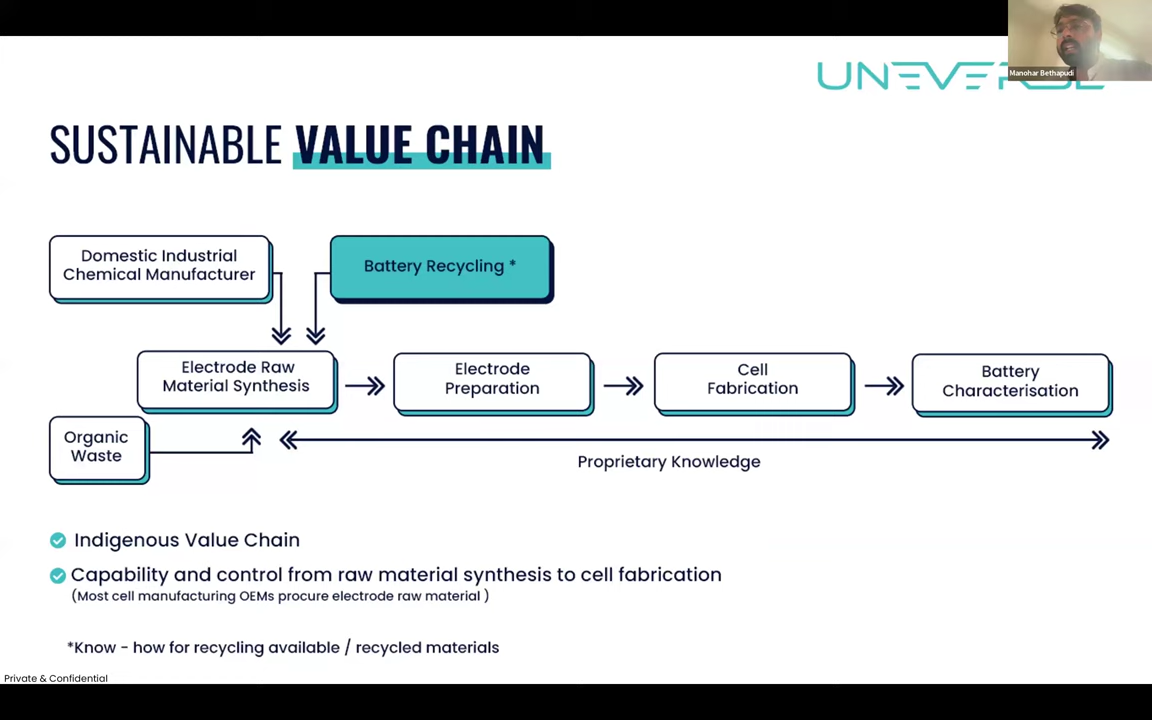 Manohar Bethapudi
SUSTAINABLE VALUE CHAIN
Domestic Industrial
Chemical Manufacturer
Battery Recycling *
Electrode Raw
Material Synthesis
Electrode
Preparation
Cell
Fabrication
Battery
Characterisation
Organic
Waste
Proprietary Knowledge
Indigenous Value Chain
Capability and control from raw material synthesis to cell fabrication
(Most cell manufacturing OEMs procure electrode raw material )
*Know - how for recycling available / recycled materials
Private & Confidential